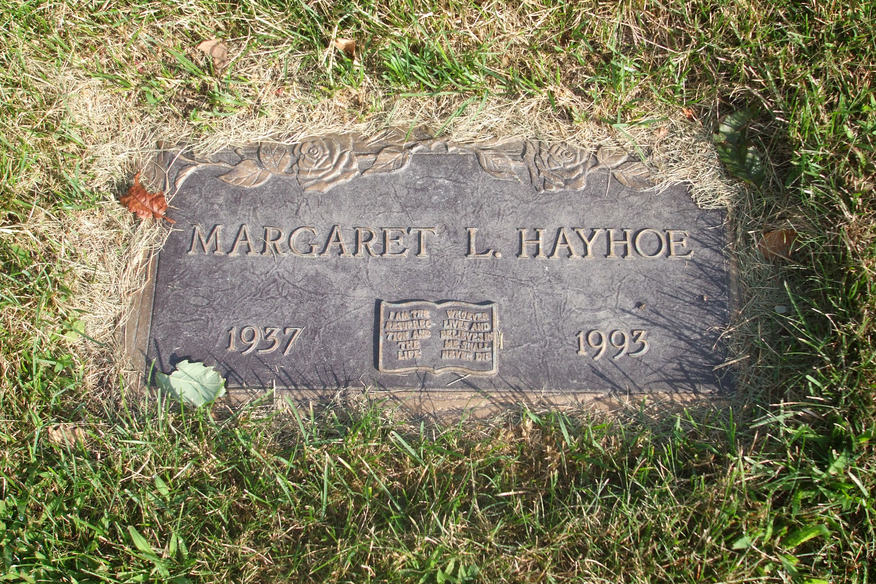 MARGARET L. HAYHOE
1937
I AM THE
RESURREC-
TION AND
THE
LIFE
WHOEVER
LIVES AND
BELIEVES IN
ME SHALL
NEVER DIE
1993